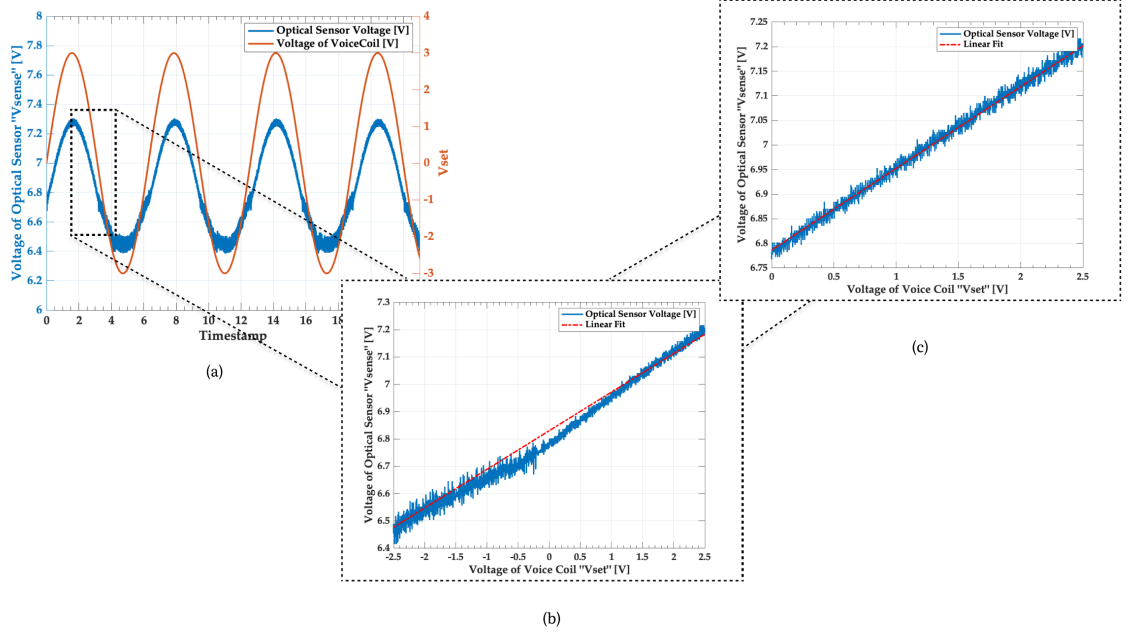 Optical Sensor Voltage [V]
Voltage of VoiceCoil [V]
Voltage of Optical Sensor "Vsense" [V]
8
7.8
7.6
7.4
7.2
7
6.8
6.6
6.4
6.2
6
4
3
2
1
0
-1
-2
-3
Vset
0 2 4 6 8 10 12 14 16 18
Timestamp
(a)
Optical Sensor Voltage [V]
Linear Fit
Voltage of Optical Sensor "Vsense" [V]
7.25
7.2
7.15
7.1
7.05
7
6.95
6.9
6.85
6.8
6.75
0 0.5 1.0 1.5 2 2.5
Voltage of Voice Coil "Vset" [V]
(c)
Optical Sensor Voltage [V]
Linear Fit
Voltage of Optical Sensor "Vsense" [V]
7.3
7.2
7.1
7
6.9
6.8
6.7
6.6
6.5
6.4
-2.5 -2 -1.5 -1 -0.5 0 0.5 1 1.5 2 2.5
Voltage of Voice Coil "Vset" [V]
(b)